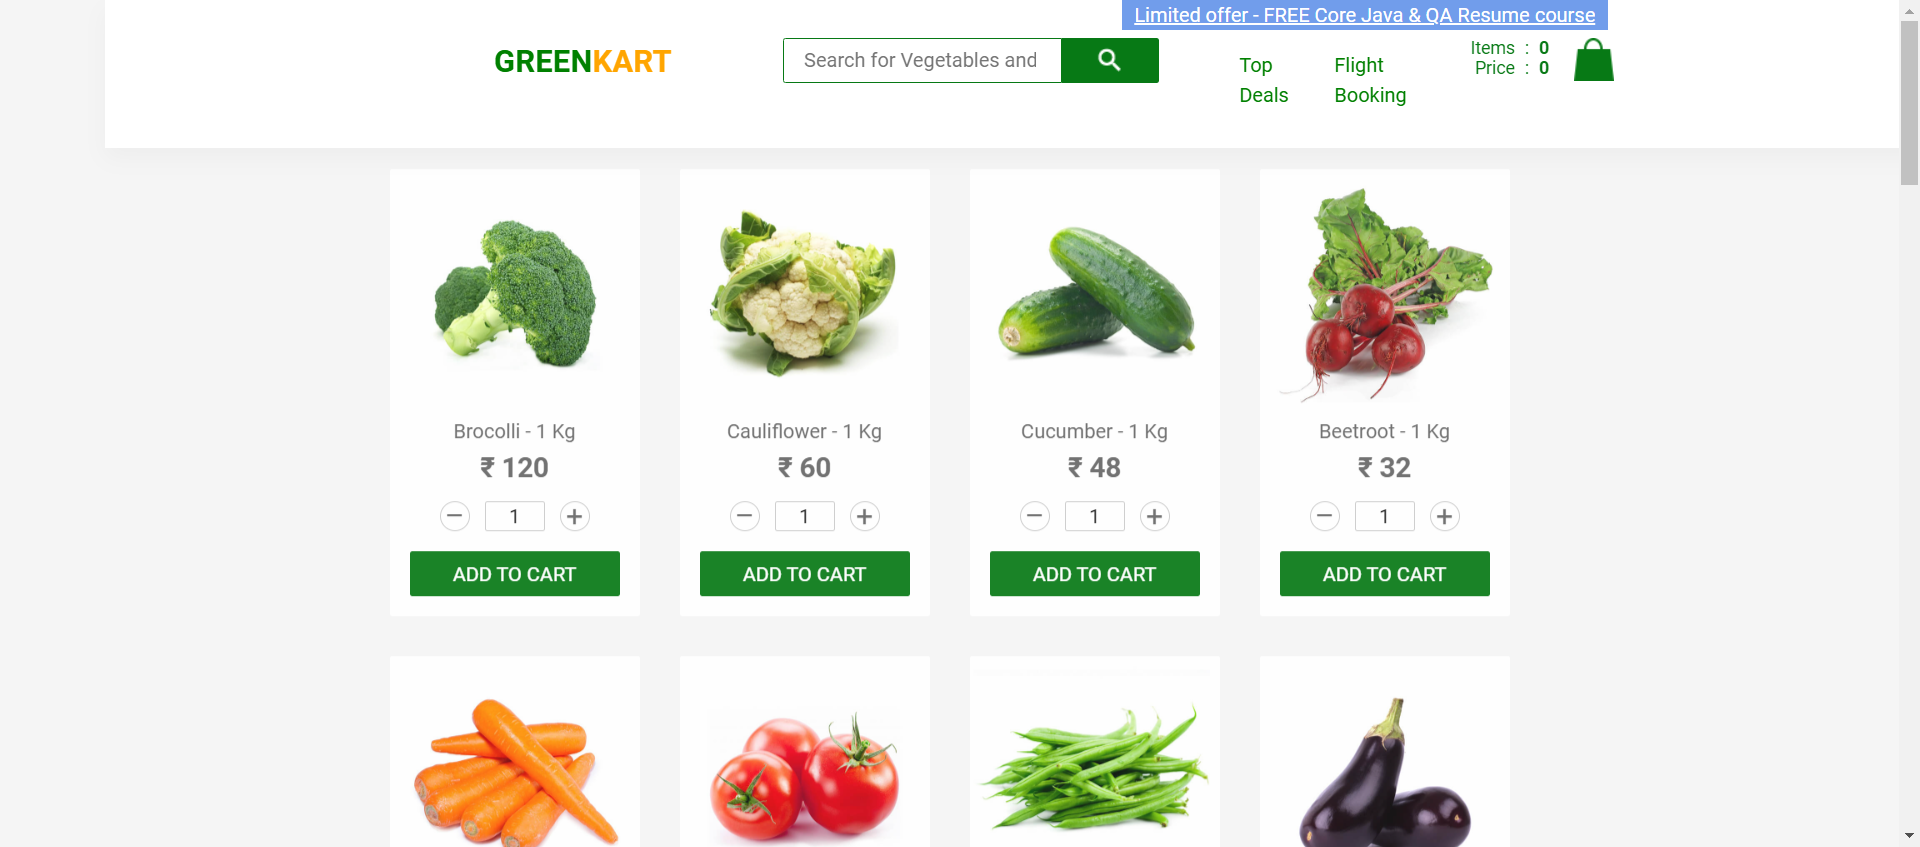 Limited offer - FREE Core Java & QA Resume course
GREENKART
Search for Vegetables and
Top
Deals
Flight
Booking
Items : 0
Price : 0
Brocolli - 1 Kg
₹ 120
1
ADD TO CART
Cauliflower - 1 Kg
₹ 60
1
ADD TO CART
Cucumber - 1 Kg
₹ 48
1
ADD TO CART
Beetroot - 1 Kg
₹ 32
1
ADD TO CART